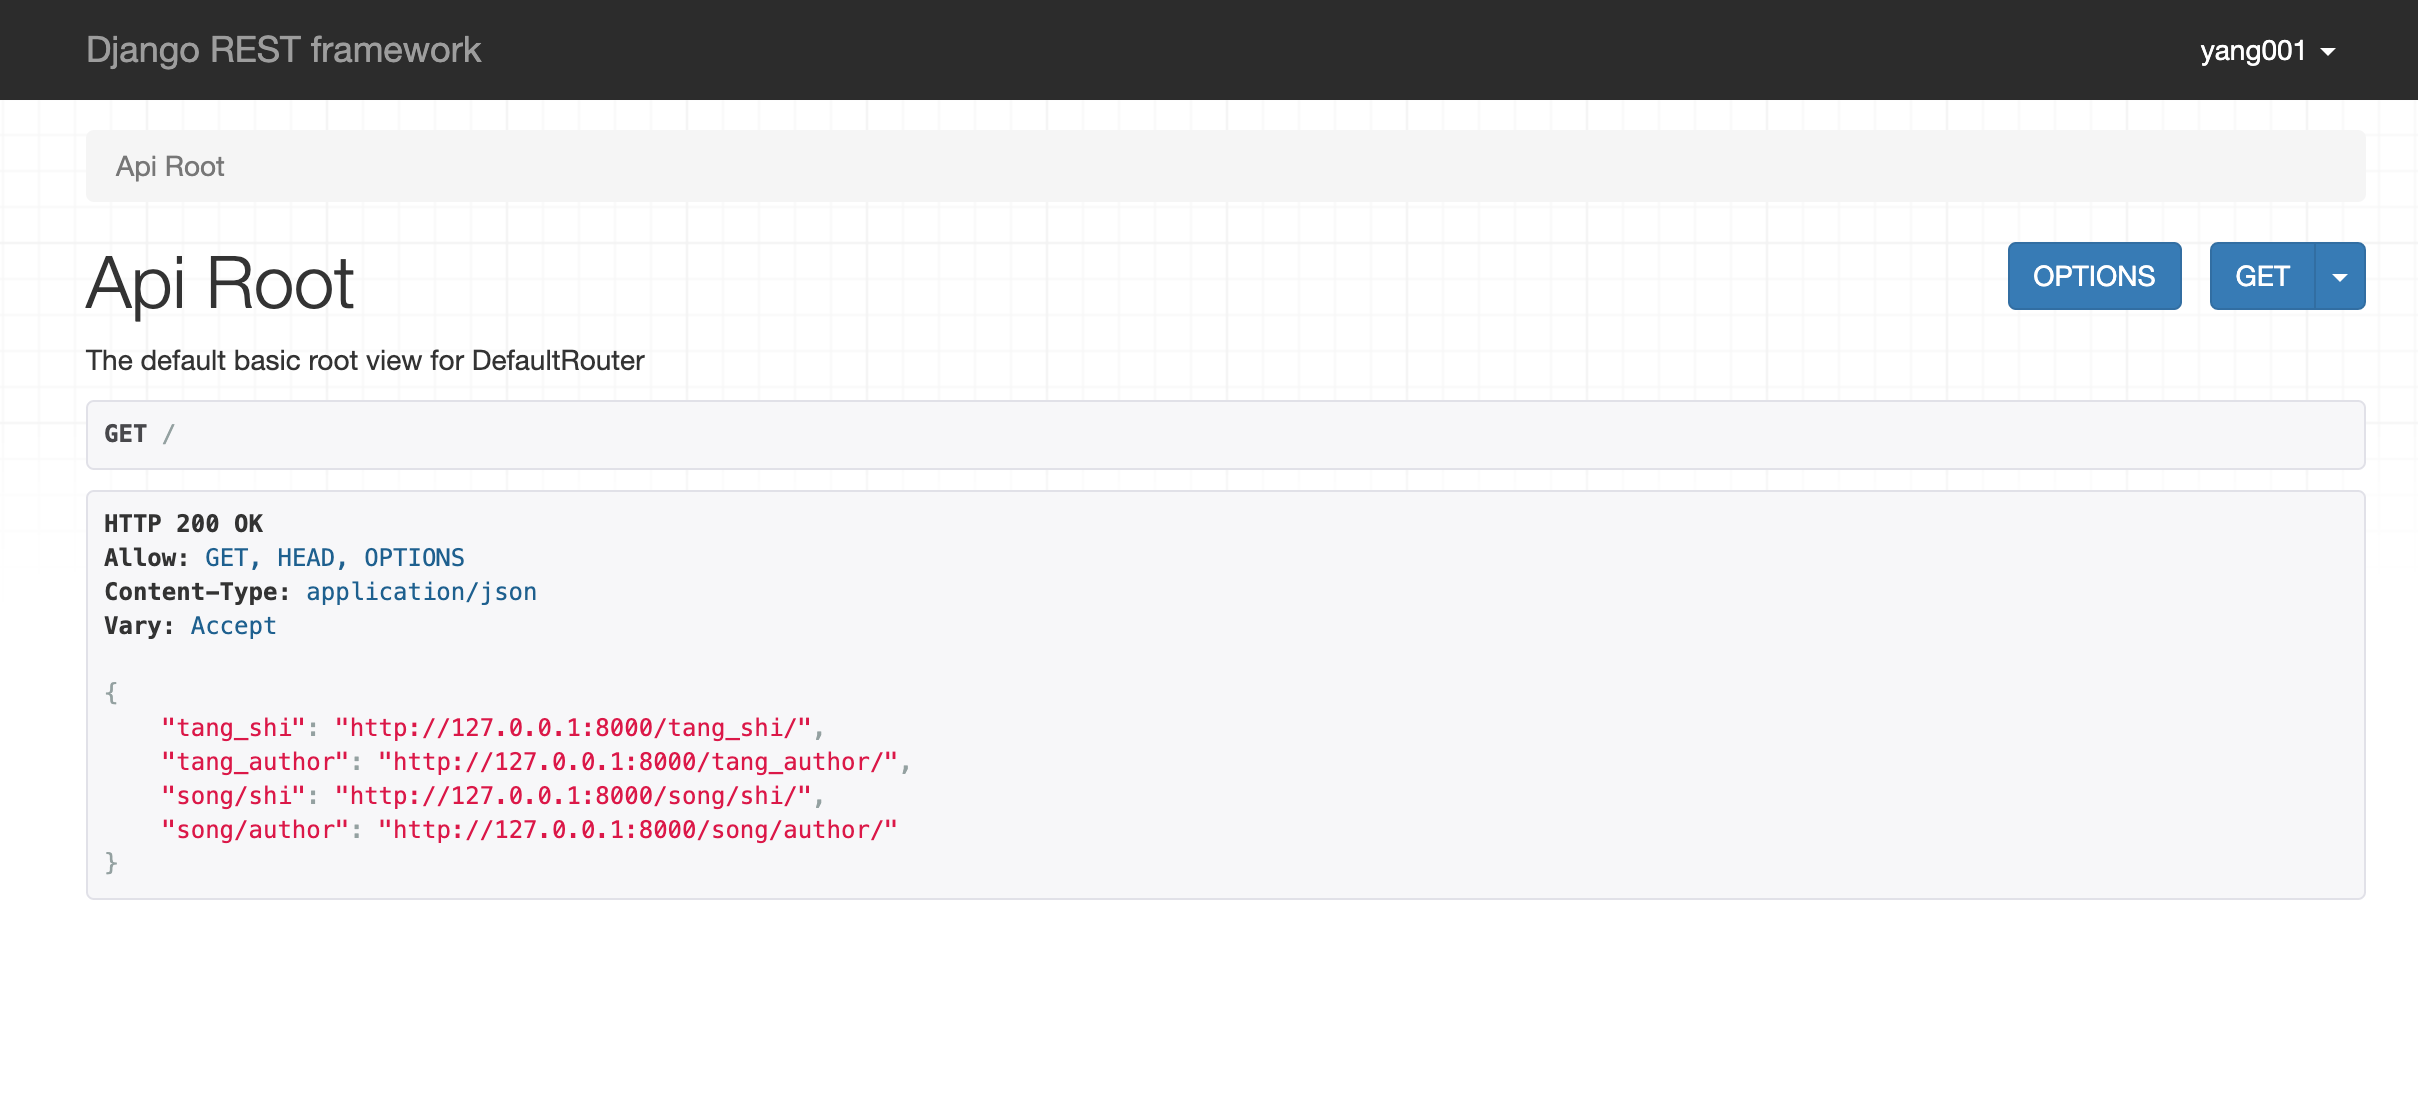 Django REST framework
yang001
Api Root
Api Root
OPTIONS
GET
The default basic root view for DefaultRouter
GET /
HTTP 200 OK
Allow: GET, HEAD, OPTIONS
Content-Type: application/json
Vary: Accept
{
    "tang_shi": "http://127.0.0.1:8000/tang_shi/",
    "tang_author": "http://127.0.0.1:8000/tang_author/",
    "song/shi": "http://127.0.0.1:8000/song/shi/",
    "song/author": "http://127.0.0.1:8000/song/author/"
}